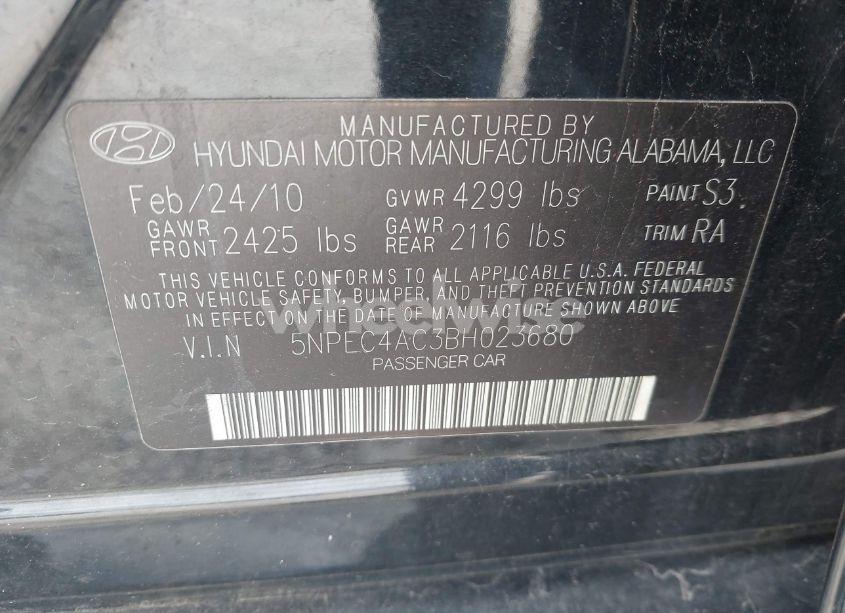 MANUFACTURED BY
HYUNDAI MOTOR MANUFACTURING ALABAMA, LLC
Feb/24/10 GVWR 4299 lbs PAINT S3.
GAWR FRONT 2425 lbs GAWR REAR 2116 lbs TRIM RA
THIS VEHICLE CONFORMS TO ALL APPLICABLE U.S.A. FEDERAL
MOTOR VEHICLE SAFETY, BUMPER, AND THEFT PREVENTION STANDARDS
IN EFFECT ON THE DATE OF MANUFACTURE SHOWN ABOVE
wheelwise
V.I.N 5NPEC4AC3BH023680
PASSENGER CAR